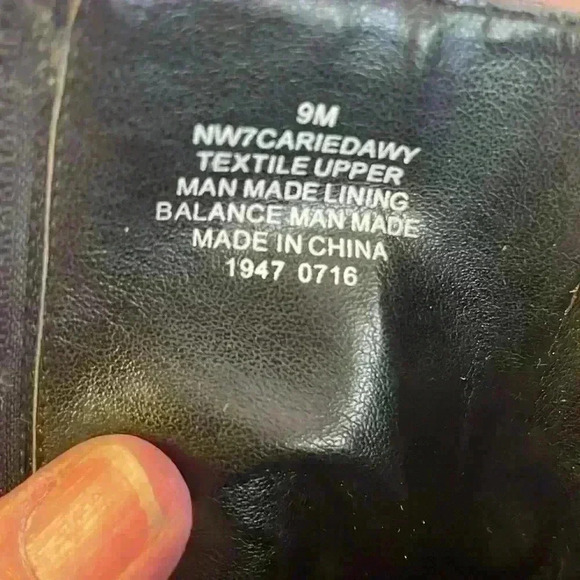 9M
NW7CARIEDAWY
TEXTILE UPPER
MAN MADE LINING
BALANCE MAN MADE
MADE IN CHINA
1947 0716